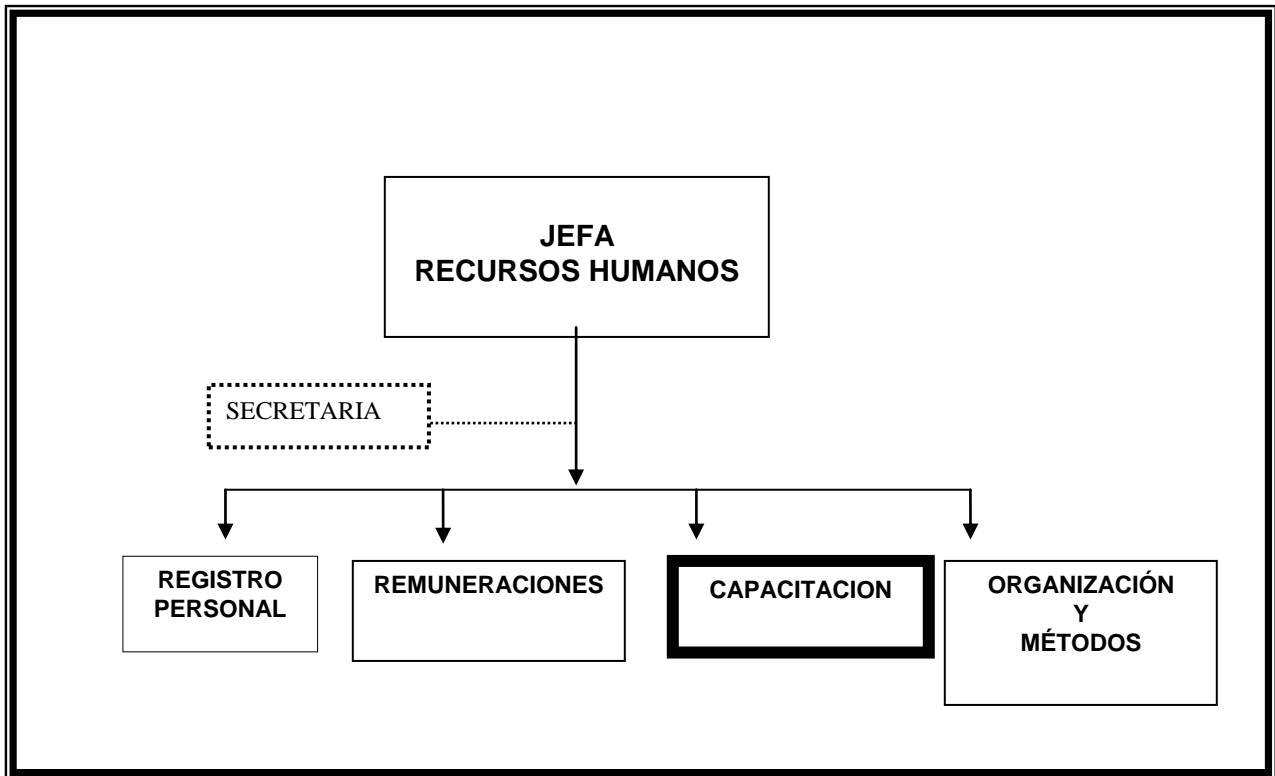 JEFA
RECURSOS HUMANOS
SECRETARIA
REGISTRO
PERSONAL
REMUNERACIONES
CAPACITACION
ORGANIZACIÓN
Y
MÉTODOS